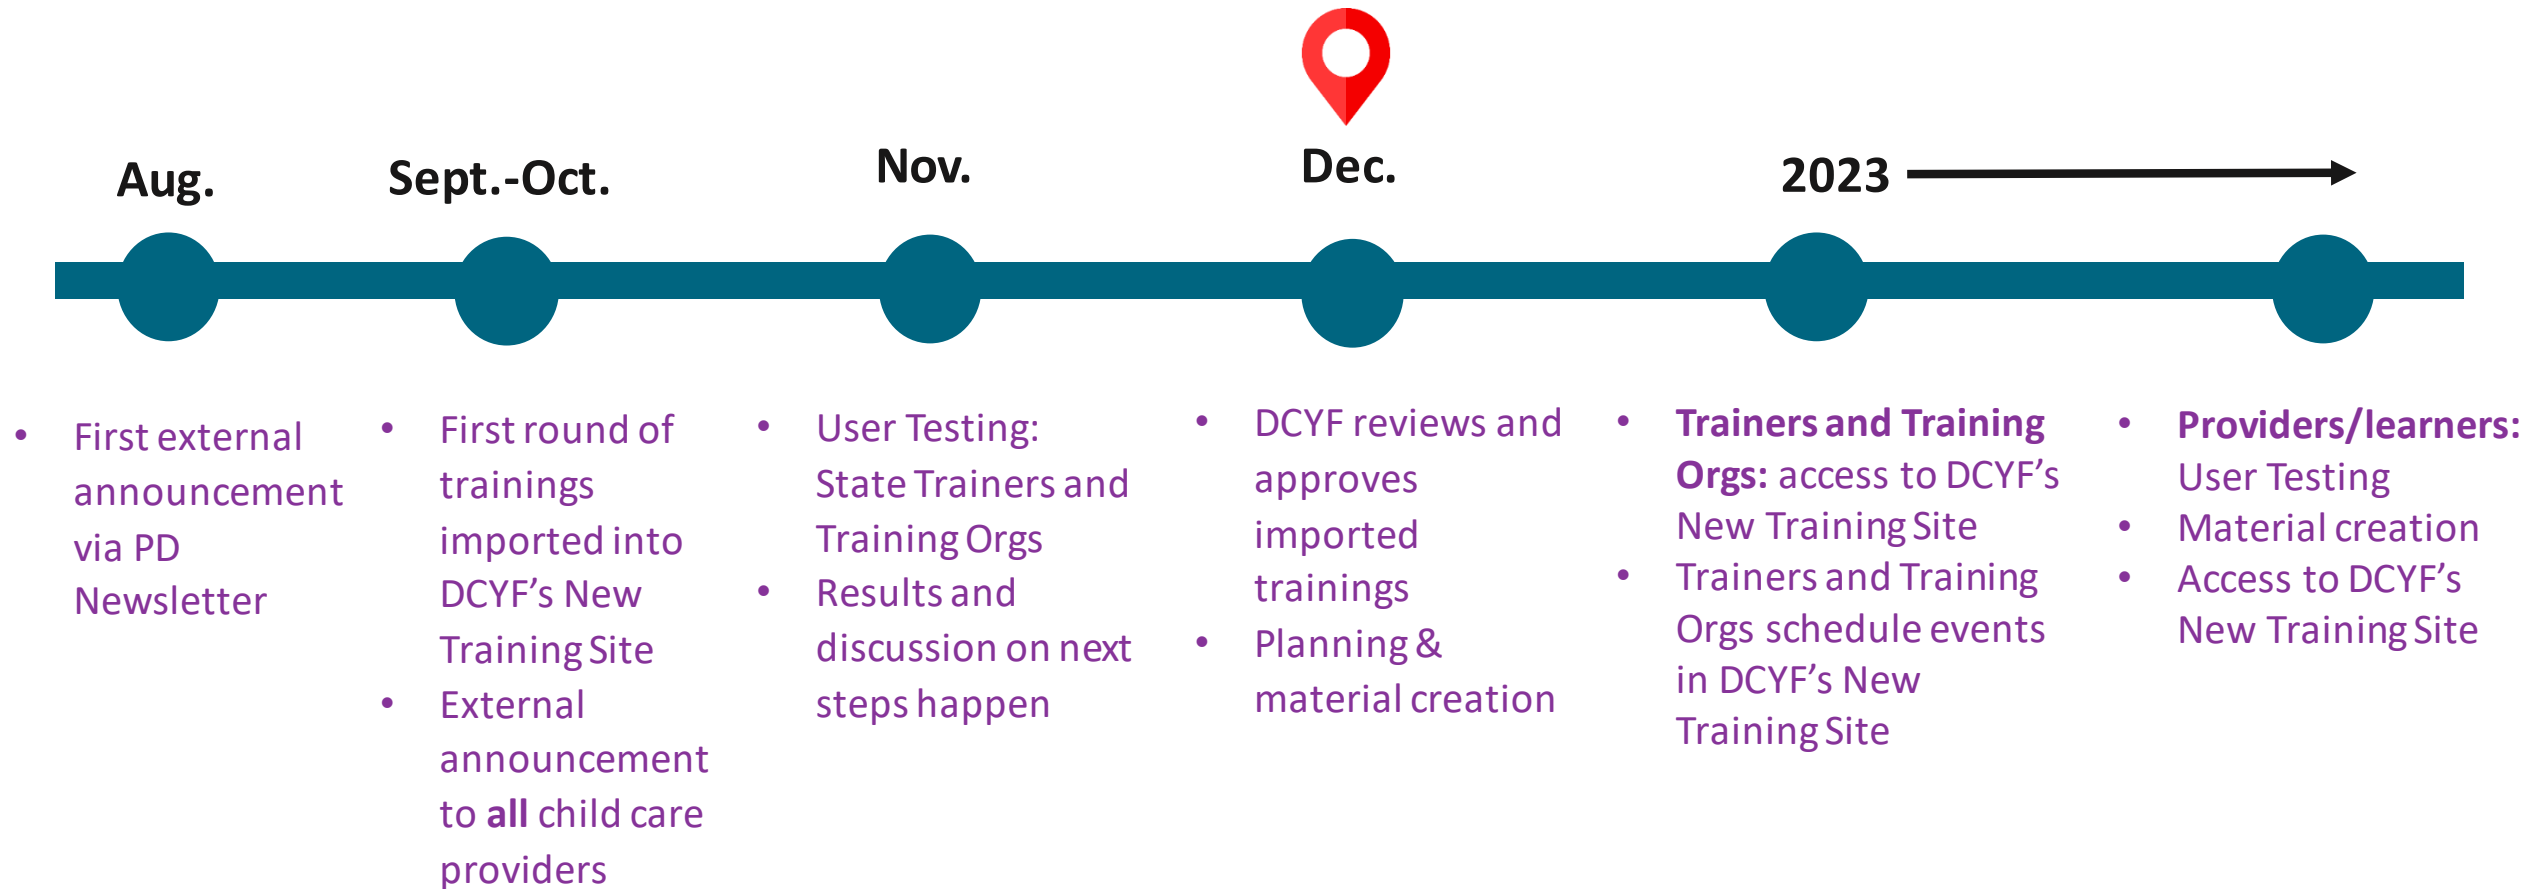 Aug.
Sept.-Oct.
Nov.
Dec.
2023
• First external
announcement
via PD
Newsletter
• First round of
trainings
imported into
DCYF’s New
Training Site
• External
announcement
to all child care
providers
• User Testing:
State Trainers and
Training Orgs
• Results and
discussion on next
steps happen
• DCYF reviews and
approves
imported
trainings
• Planning &
material creation
• Trainers and Training
Orgs: access to DCYF’s
New Training Site
• Trainers and Training
Orgs schedule events
in DCYF’s New
Training Site
• Providers/learners:
User Testing
• Material creation
• Access to DCYF’s
New Training Site